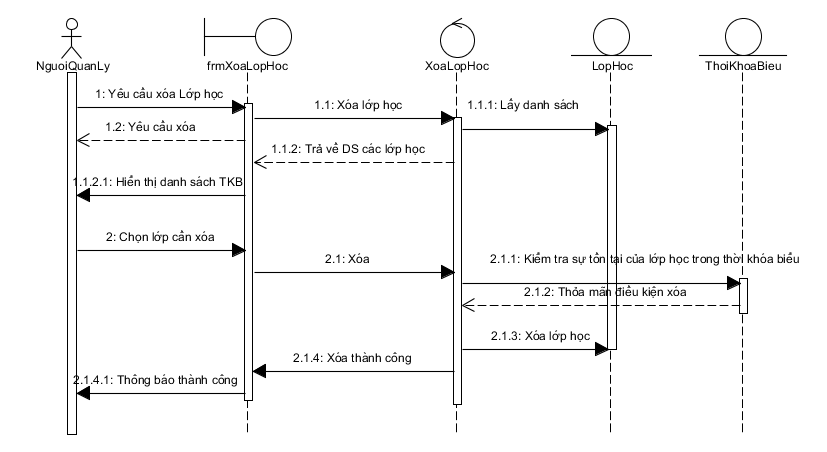 NguoiQuanLy
frmXoaLopHoc
XoaLopHoc
LopHoc
ThoiKhoaBieu
1: Yêu cầu xóa Lớp học
1.1: Xóa lớp học
1.1.1: Lấy danh sách
1.2: Yêu cầu xóa
1.1.2: Trả về DS các lớp học
1.1.2.1: Hiển thị danh sách TKB
2: Chọn lớp cần xóa
2.1: Xóa
2.1.1: Kiểm tra sự tồn tại của lớp học trong thời khóa biểu
2.1.2: Thỏa mãn điều kiện xóa
2.1.3: Xóa lớp học
2.1.4: Xóa thành công
2.1.4.1: Thông báo thành công